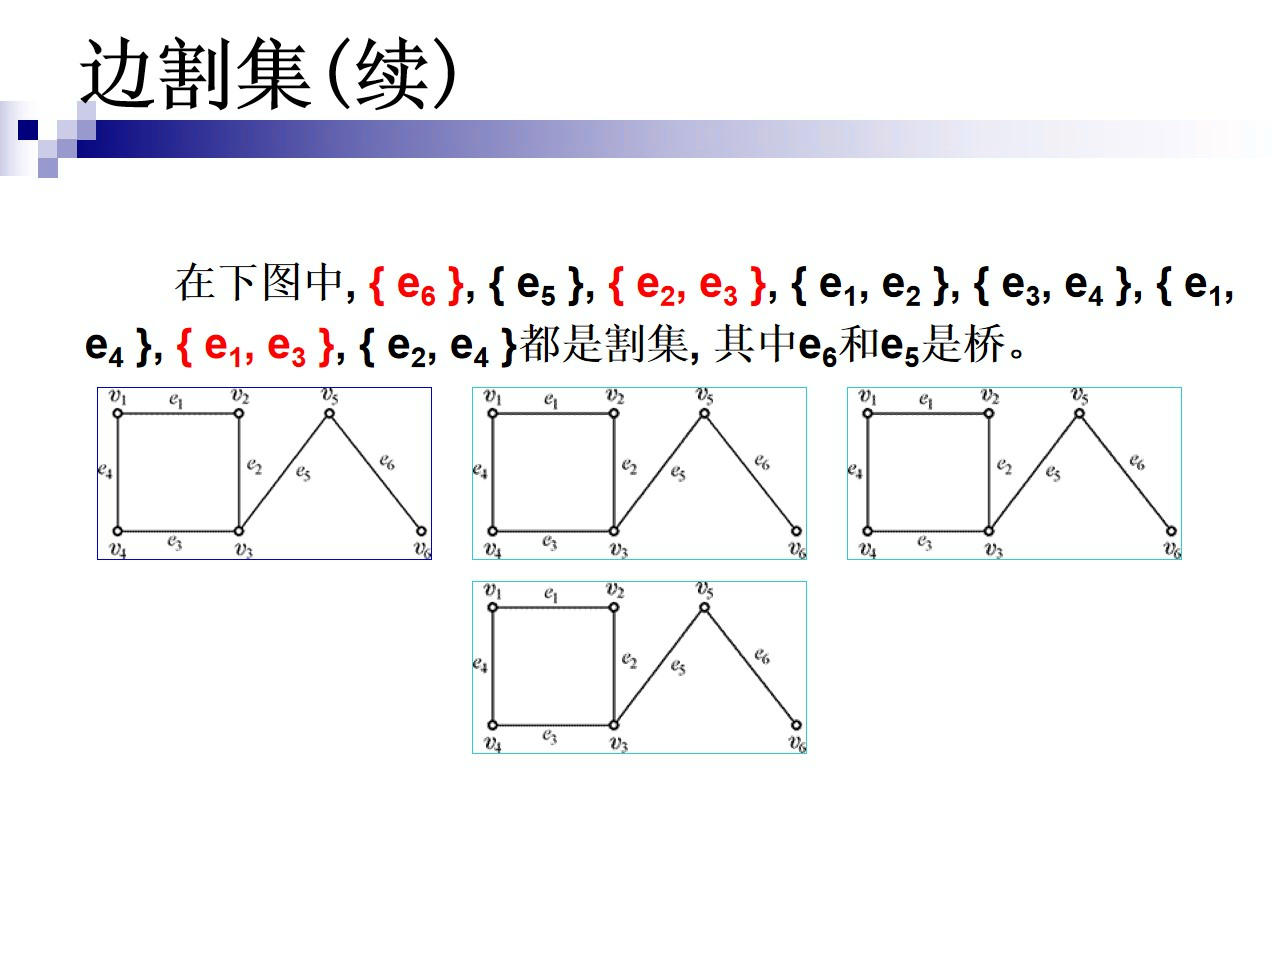 边割集(续)
在下图中, { e6 }, { e5 }, { e2, e3 }, { e1, e2 }, { e3, e4 }, { e1,
e4 }, { e1, e3 }, { e2, e4 }都是割集, 其中e6和e5是桥。
v1 e1 v2 v5 v1 e1 v2 v5 v1 e1 v2 v5
e4 e2 e5 e6 e4 e2 e5 e6 e4 e2 e5 e6
v4 e3 v3 v6 v4 e3 v3 v6 v4 e3 v3 v6
v1 e1 v2 v5
e4 e2 e5 e6
v4 e3 v3 v6